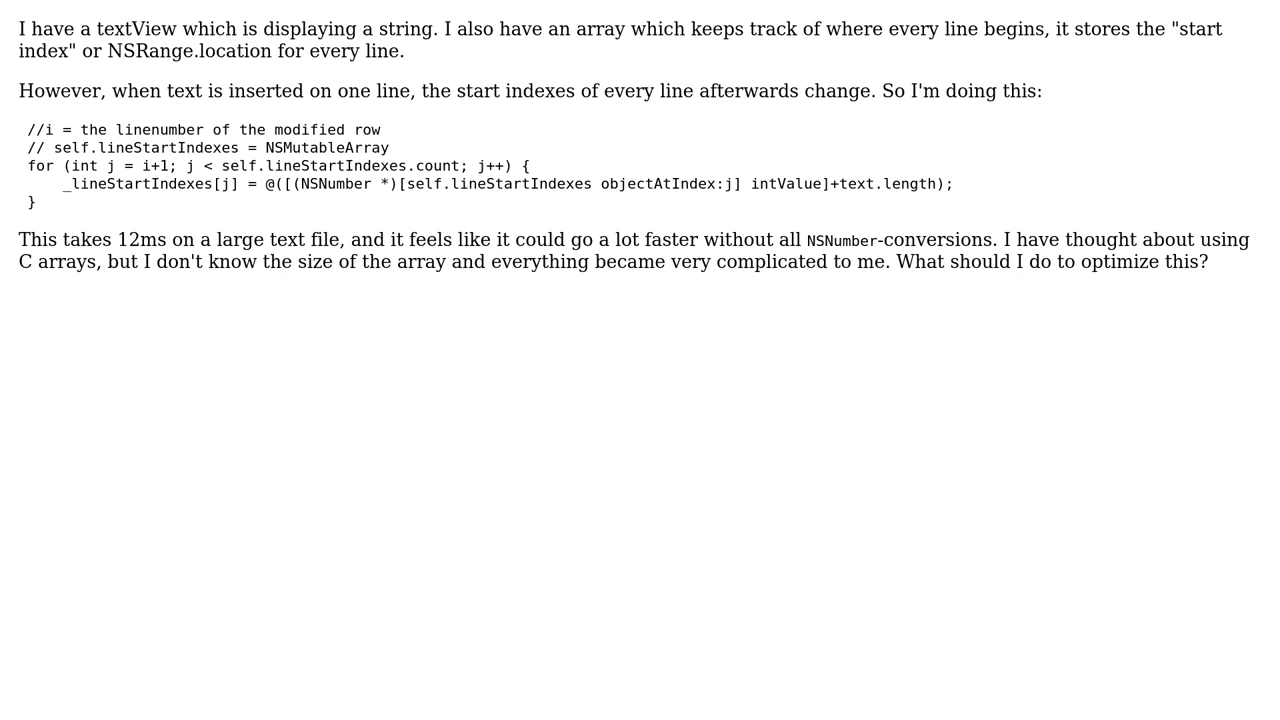 I have a textView which is displaying a string. I also have an array which keeps track of where every line begins, it stores the "start
index" or NSRange.location for every line.
However, when text is inserted on one line, the start indexes of every line afterwards change. So I'm doing this:
//i = the linenumber of the modified row
// self.lineStartIndexes = NSMutableArray
for (int j = i+1; j < self.lineStartIndexes.count; j++) {
    _lineStartIndexes[j] = @([(NSNumber *)[self.lineStartIndexes objectAtIndex:j] intValue]+text.length);
}
This takes 12ms on a large text file, and it feels like it could go a lot faster without all NSNumber-conversions. I have thought about using
C arrays, but I don't know the size of the array and everything became very complicated to me. What should I do to optimize this?